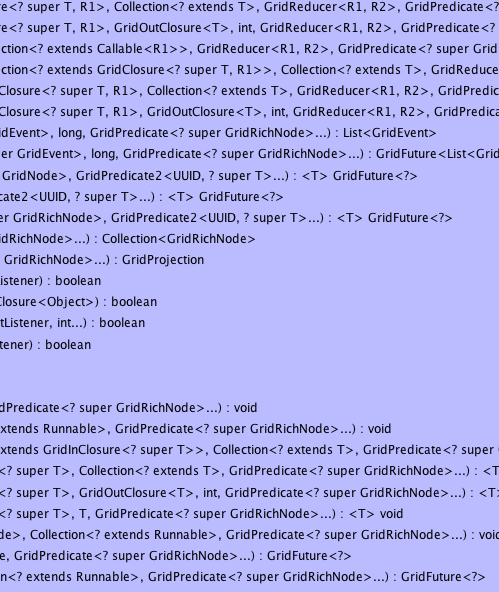 e<? super T, R1>, Collection<? extends T>, GridReducer<R1, R2>, GridPredicate<?
e<? super T, R1>, GridOutClosure<T>, int, GridReducer<R1, R2>, GridPredicate<?
ction<? extends Callable<R1>>, GridReducer<R1, R2>, GridPredicate<? super Grid
ction<? extends GridClosure<? super T, R1>>, Collection<? extends T>, GridReduce
Closure<? super T, R1>, Collection<? extends T>, GridReducer<R1, R2>, GridPredic
Closure<? super T, R1>, GridOutClosure<T>, int, GridReducer<R1, R2>, GridPredica
idEvent>, long, GridPredicate<? super GridRichNode>...) : List<GridEvent>
er GridEvent>, long, GridPredicate<? super GridRichNode>...) : GridFuture<List<Grid
GridNode>, GridPredicate2<UUID, ? super T>...) : <T> GridFuture<?>
cate2<UUID, ? super T>...) : <T> GridFuture<?>
er GridRichNode>, GridPredicate2<UUID, ? super T>...) : <T> GridFuture<?>
idRichNode>...) : Collection<GridRichNode>
GridRichNode>...) : GridProjection
istener) : boolean
Closure<Object>) : boolean
tListener, int...) : boolean
tener) : boolean
dPredicate<? super GridRichNode>...) : void
xtends Runnable>, GridPredicate<? super GridRichNode>...) : void
xtends GridInClosure<? super T>>, Collection<? extends T>, GridPredicate<? super
<? super T>, Collection<? extends T>, GridPredicate<? super GridRichNode>...) : <T
<? super T>, GridOutClosure<T>, int, GridPredicate<? super GridRichNode>...) : <T>
<? super T>, T, GridPredicate<? super GridRichNode>...) : <T> void
de>, Collection<? extends Runnable>, GridPredicate<? super GridRichNode>...) : void
e, GridPredicate<? super GridRichNode>...) : GridFuture<?>
n<? extends Runnable>, GridPredicate<? super GridRichNode>...) : GridFuture<?>